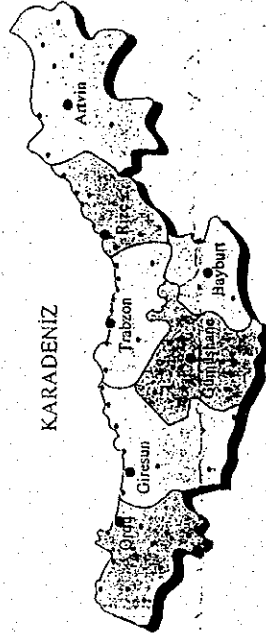 KARADENİZ
Artvin
Rize
Trabzon
Bayburt
Gümüşhane
Giresun
Ordu